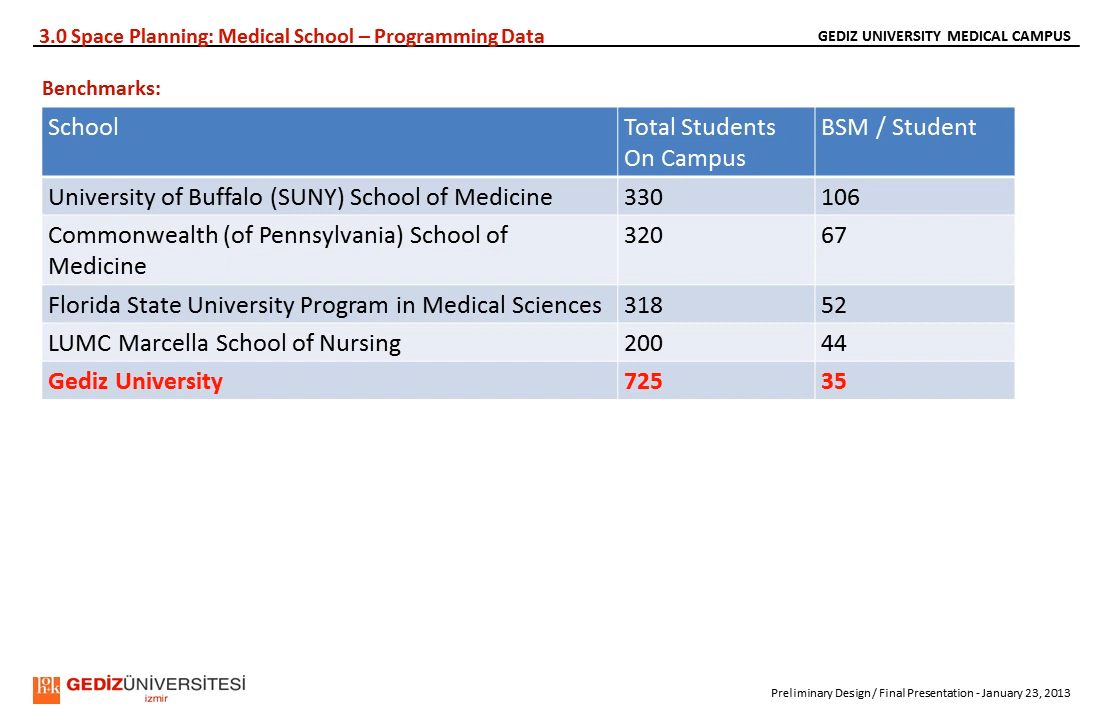 3.0 Space Planning: Medical School – Programming Data
GEDIZ UNIVERSITY MEDICAL CAMPUS
Benchmarks:
School
Total Students
On Campus
BSM / Student
University of Buffalo (SUNY) School of Medicine
330
106
Commonwealth (of Pennsylvania) School of
Medicine
320
67
Florida State University Program in Medical Sciences
318
52
LUMC Marcella School of Nursing
200
44
Gediz University
725
35
hok
GEDİZÜNİVERSİTESİ
izmir
Preliminary Design / Final Presentation - January 23, 2013